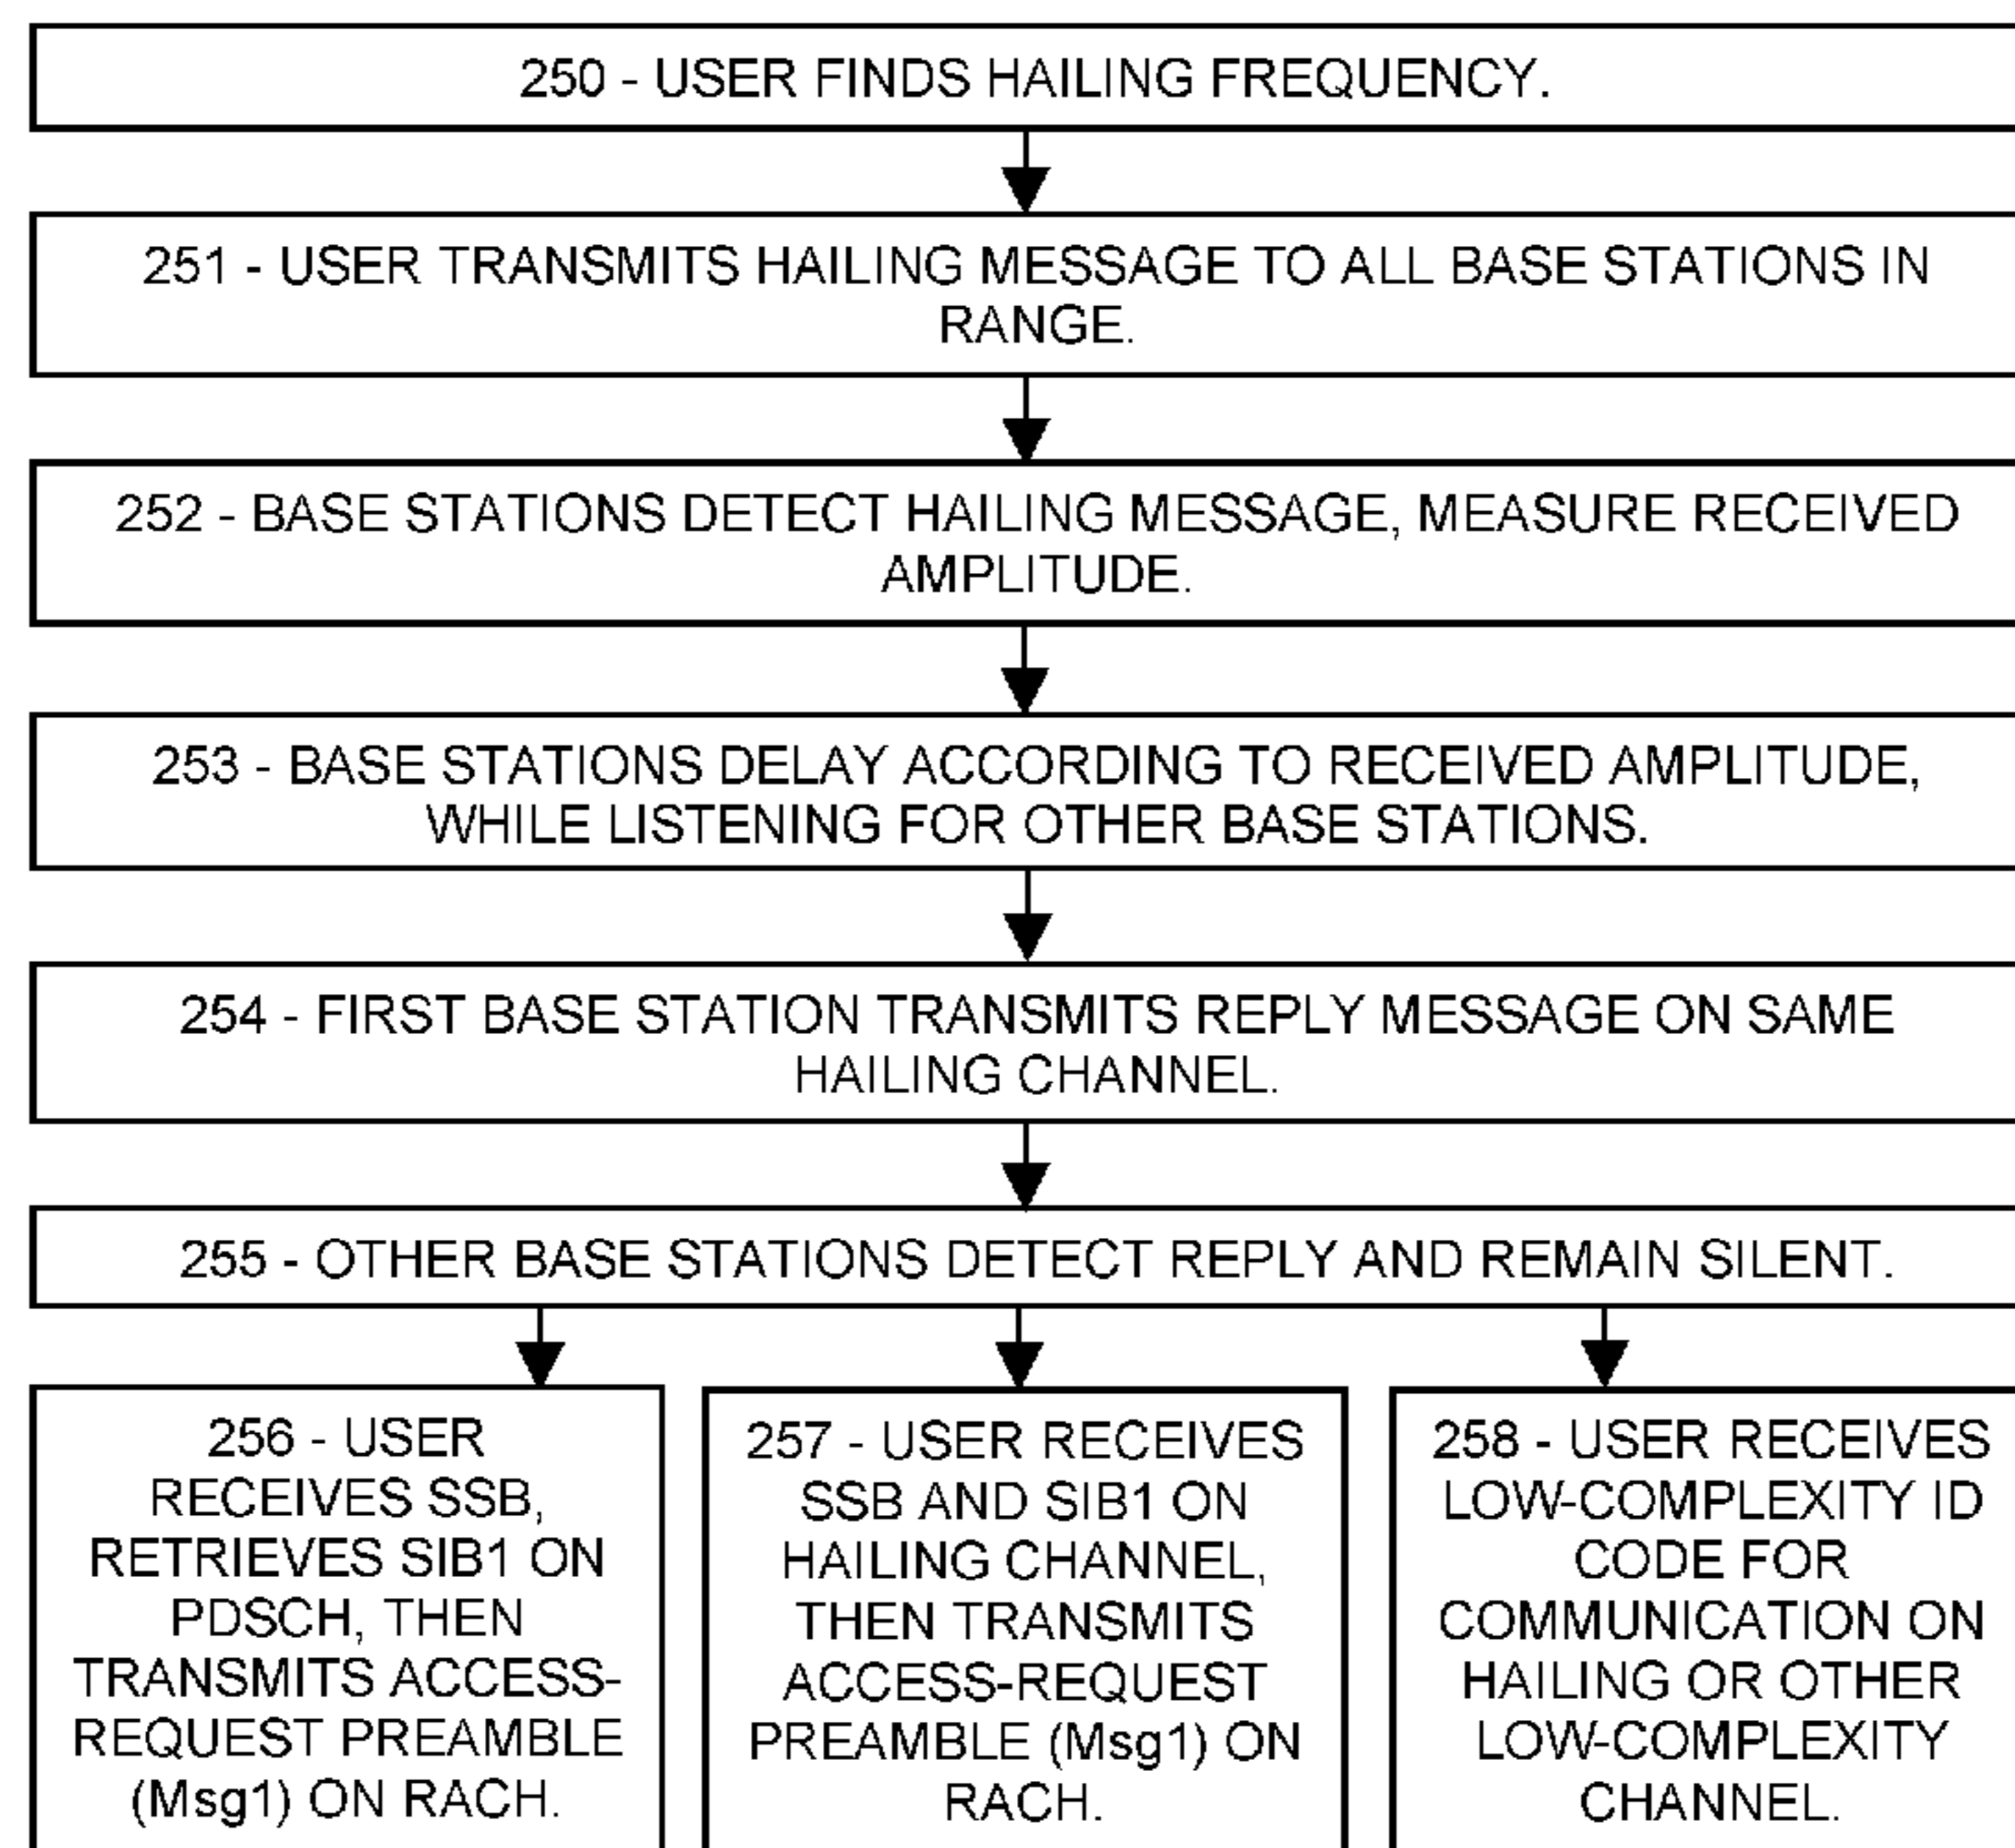 250 - USER FINDS HAILING FREQUENCY.
251 - USER TRANSMITS HAILING MESSAGE TO ALL BASE STATIONS IN
RANGE.
252 - BASE STATIONS DETECT HAILING MESSAGE, MEASURE RECEIVED
AMPLITUDE.
253 - BASE STATIONS DELAY ACCORDING TO RECEIVED AMPLITUDE,
WHILE LISTENING FOR OTHER BASE STATIONS.
254 - FIRST BASE STATION TRANSMITS REPLY MESSAGE ON SAME
HAILING CHANNEL.
255 - OTHER BASE STATIONS DETECT REPLY AND REMAIN SILENT.
256 - USER
RECEIVES SSB,
RETRIEVES SIB1 ON
PDSCH, THEN
TRANSMITS ACCESS-
REQUEST PREAMBLE
(Msg1) ON RACH.
257 - USER RECEIVES
SSB AND SIB1 ON
HAILING CHANNEL,
THEN TRANSMITS
ACCESS-REQUEST
PREAMBLE (Msg1) ON
RACH.
258 - USER RECEIVES
LOW-COMPLEXITY ID
CODE FOR
COMMUNICATION ON
HAILING OR OTHER
LOW-COMPLEXITY
CHANNEL.